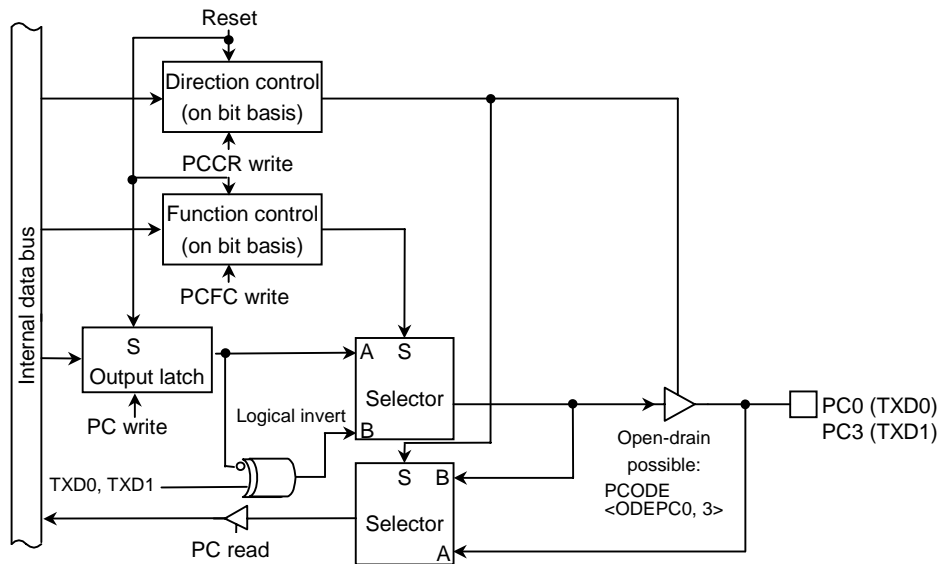 Reset
Direction control
(on bit basis)
PCCR write
Function control
(on bit basis)
PCFC write
Internal data bus
S
Output latch
PC write
A
S
Selector
B
Logical invert
TXD0, TXD1
S
B
Selector
A
PC read
Open-drain
possible:
PCODE
<ODEPC0, 3>
PC0 (TXD0)
PC3 (TXD1)